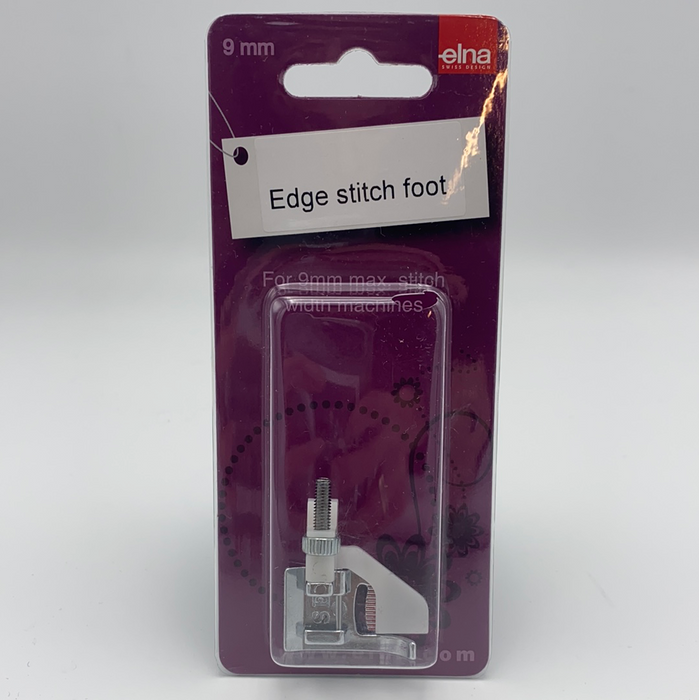 9 mm
elna
SWISS DESIGN
Edge stitch foot
For 9mm max. stitch
width machines